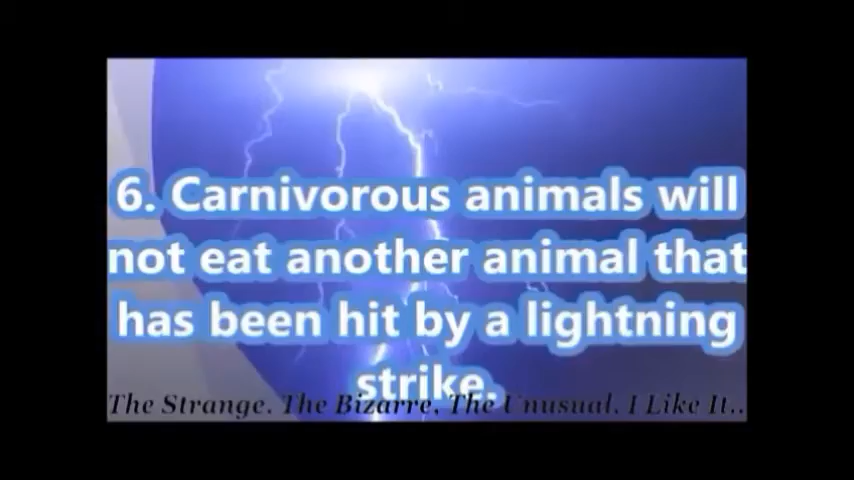 6. Carnivorous animals will
not eat another animal that
has been hit by a lightning
strike.
The Strange. The Bizarre, The Unusual. I Like It..